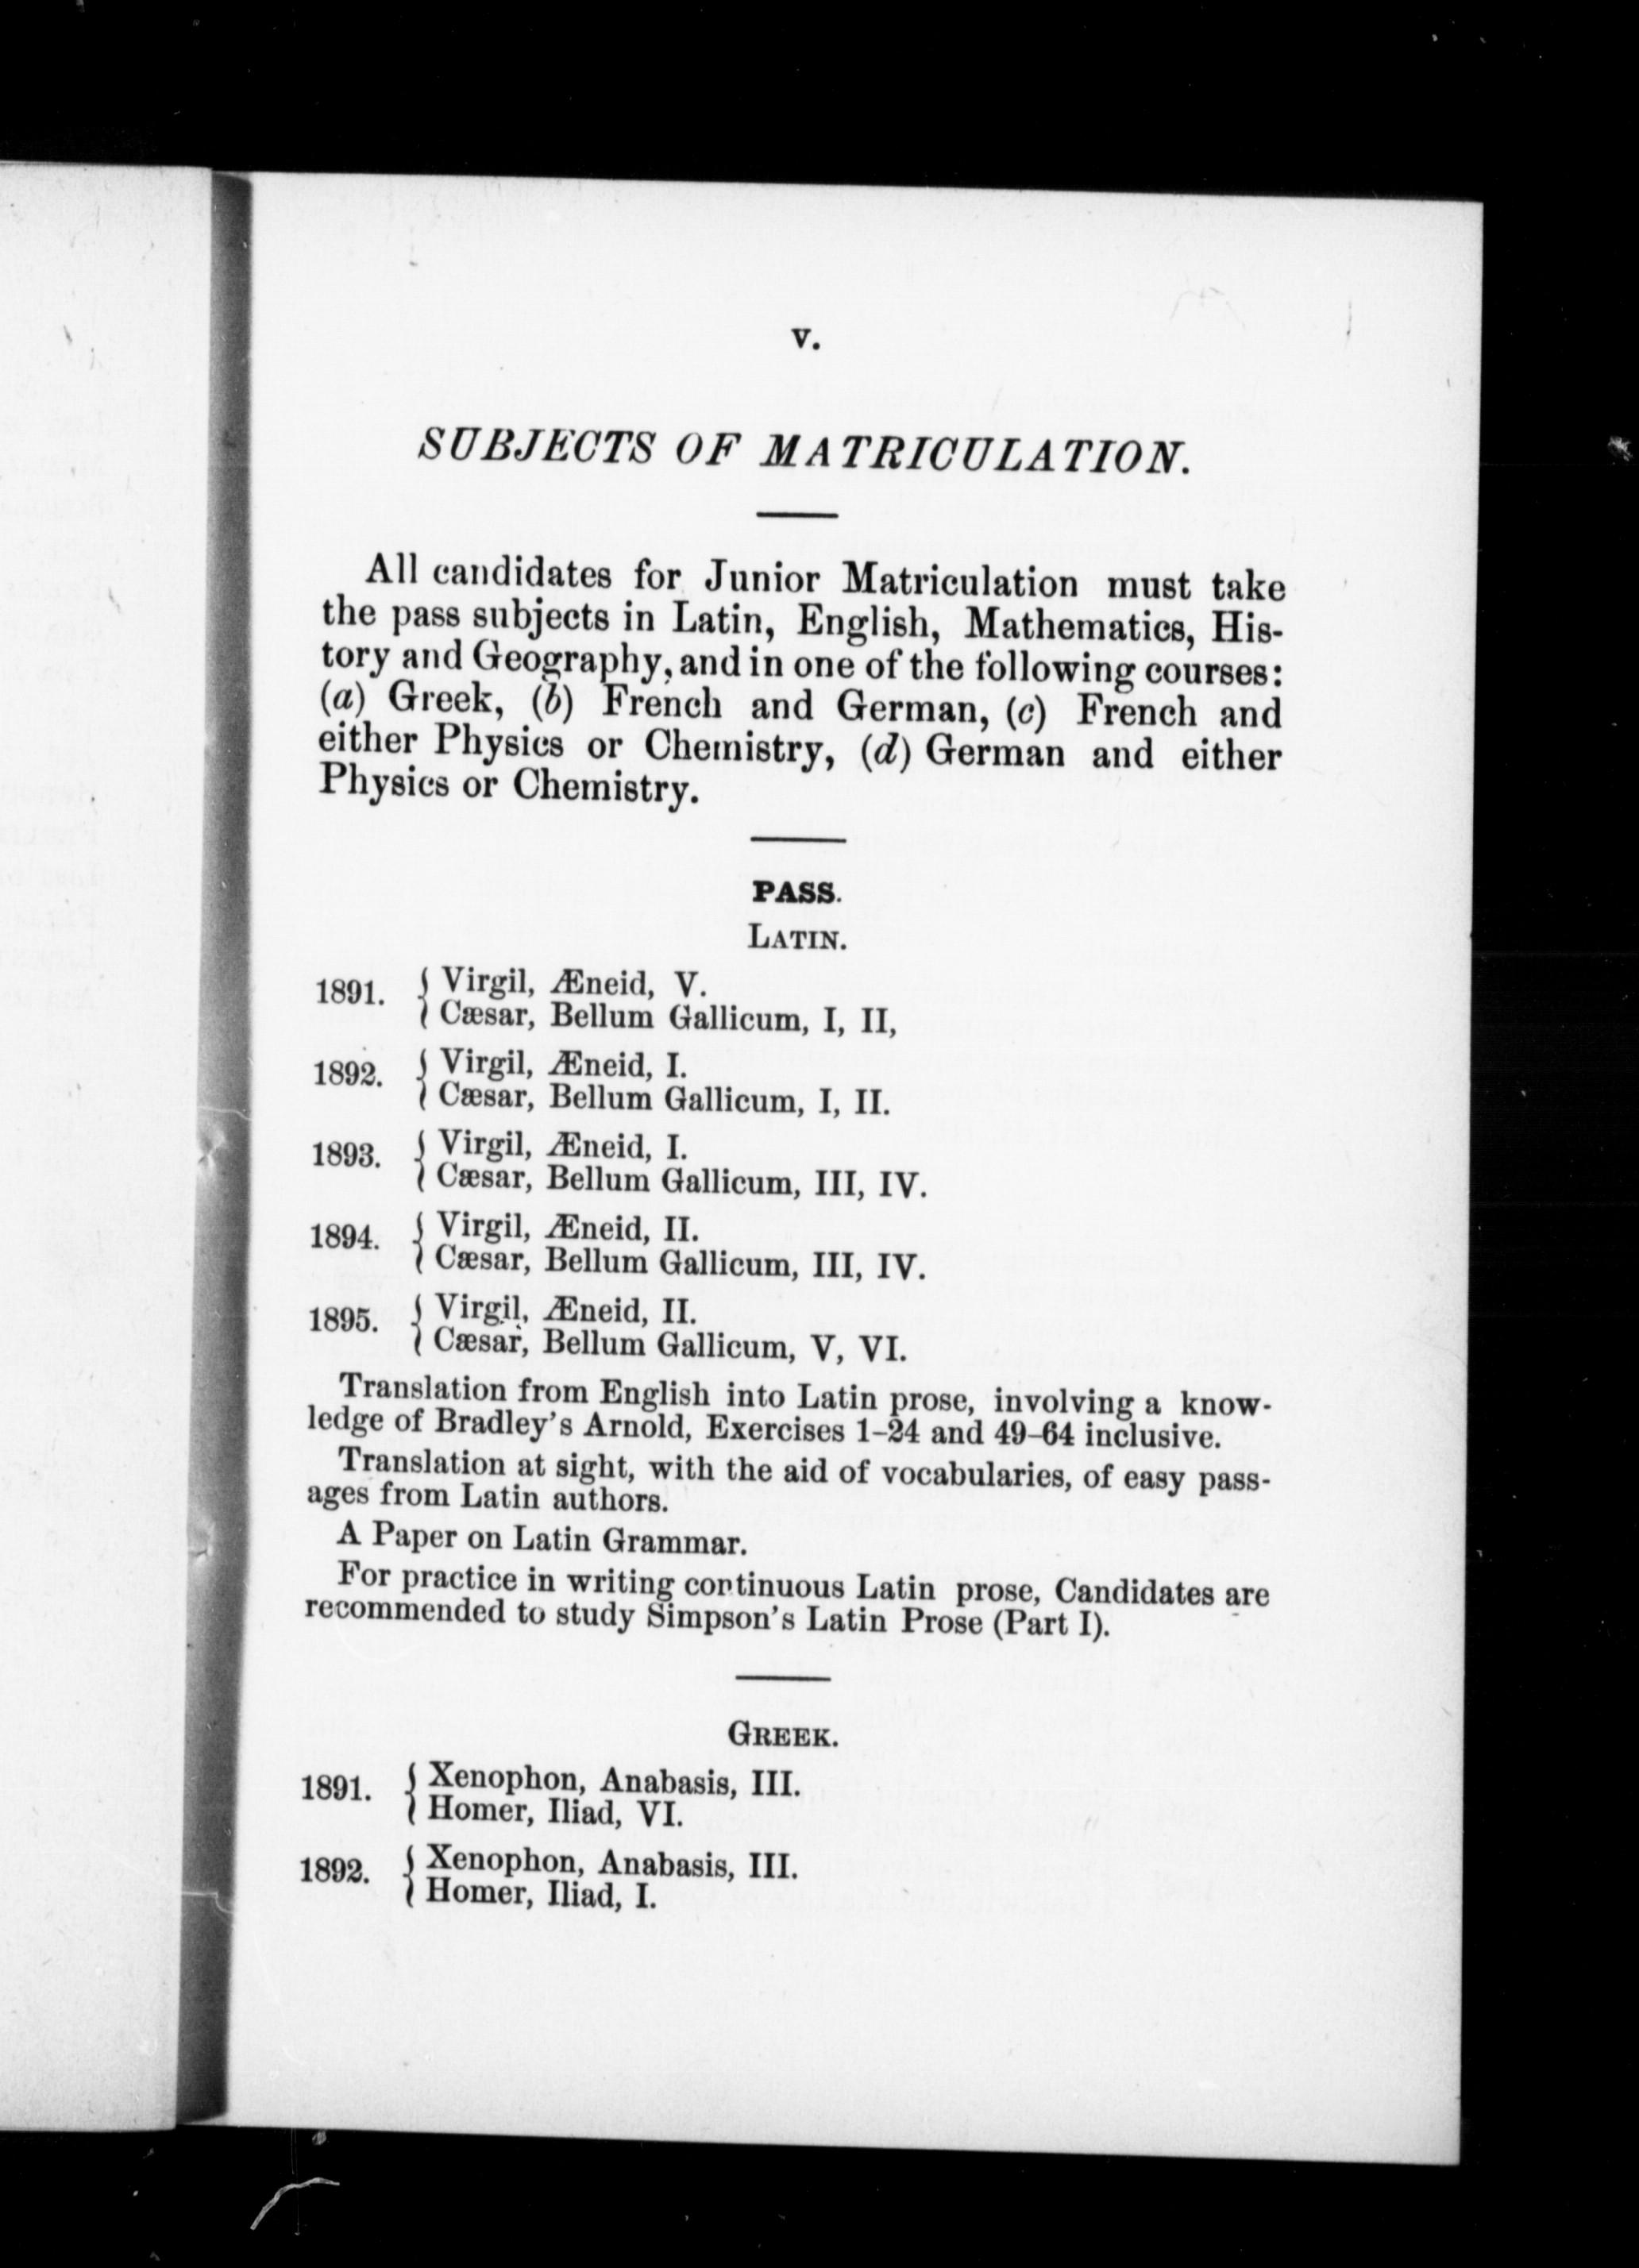 v.
SUBJECTS OF MATRICULATION.
All candidates for Junior Matriculation must take
the pass subjects in Latin, English, Mathematics, His-
tory and Geography, and in one of the following courses:
(a) Greek, (b) French and German, (c) French and
either Physics or Chemistry, (d) German and either
Physics or Chemistry.
PASS.
LATIN.
1891. { Virgil, Æneid, V.
Cæsar, Bellum Gallicum, I, II,
1892. { Virgil, Æneid, I.
Cæsar, Bellum Gallicum, I, II.
1893. { Virgil, Æneid, I.
Cæsar, Bellum Gallicum, III, IV.
1894. { Virgil, Æneid, II.
Cæsar, Bellum Gallicum, III, IV.
1895. { Virgil, Æneid, II.
Cæsar, Bellum Gallicum, V, VI.
Translation from English into Latin prose, involving a know-
ledge of Bradley's Arnold, Exercises 1–24 and 49–64 inclusive.
Translation at sight, with the aid of vocabularies, of easy pass-
ages from Latin authors.
A Paper on Latin Grammar.
For practice in writing continuous Latin prose, Candidates are
recommended to study Simpson's Latin Prose (Part I).
GREEK.
1891. { Xenophon, Anabasis, III.
Homer, Iliad, VI.
1892. { Xenophon, Anabasis, III.
Homer, Iliad, I.